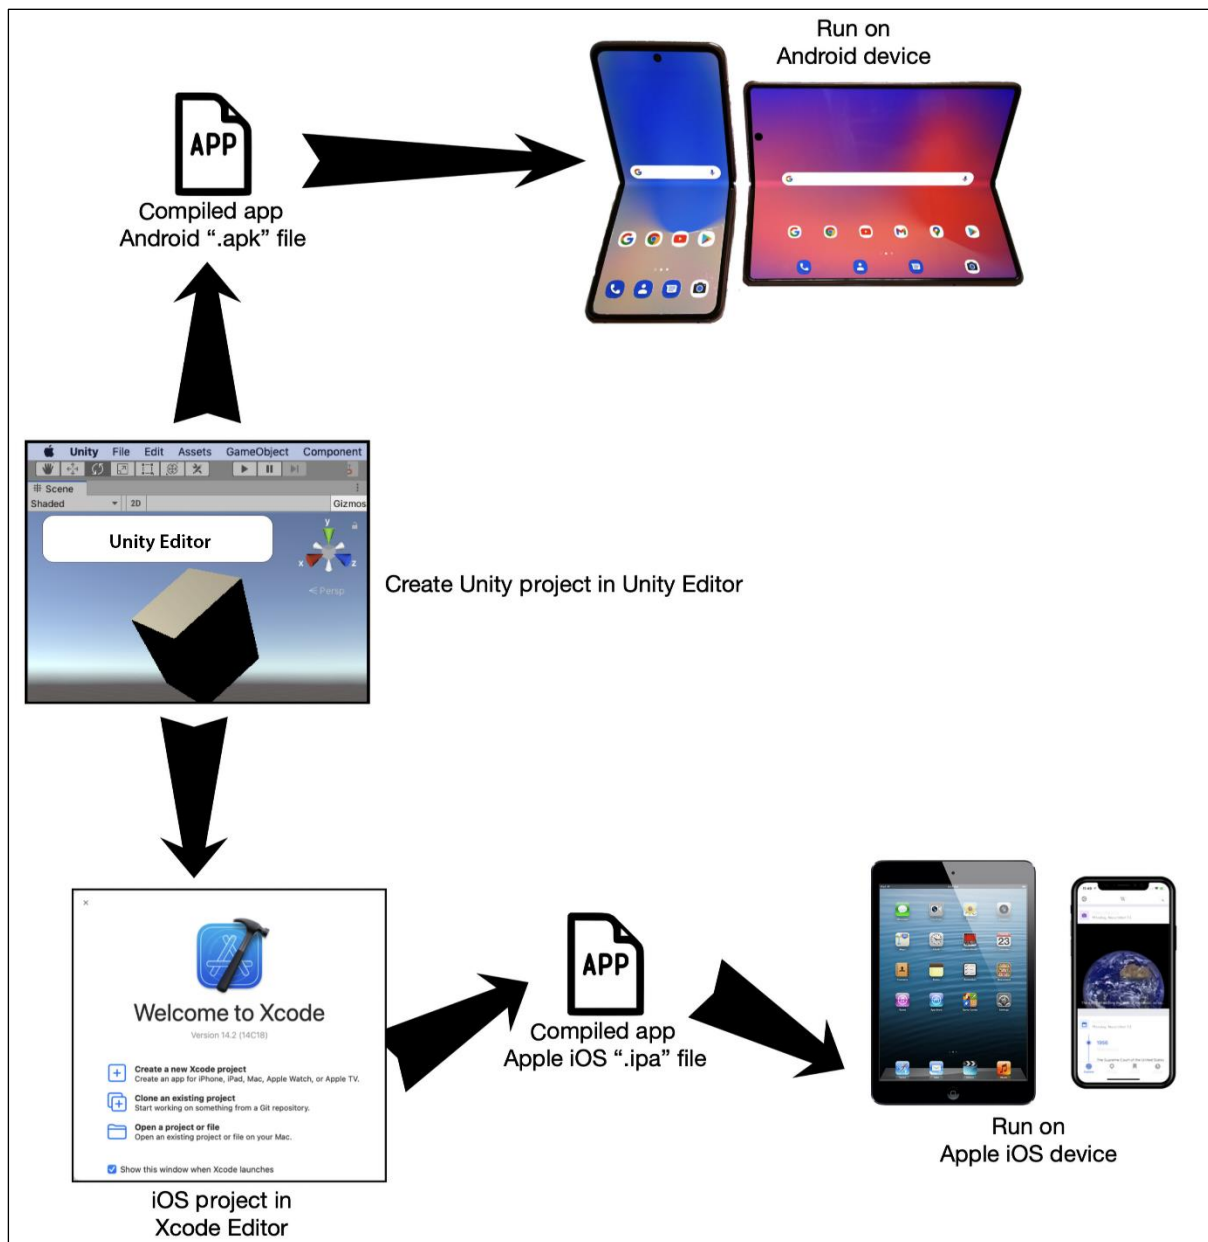 Run on
Android device
APP
Compiled app
Android “.apk” file
Unity File Edit Assets GameObject Component
# Scene
Shaded 2D Gizmos
Unity Editor
y
x z
Persp
Create Unity project in Unity Editor
Welcome to Xcode
Version 14.2 (14C18)
Create a new Xcode project
Create an app for iPhone, iPad, Mac, Apple Watch, or Apple TV.
Clone an existing project
Start working on something from a Git repository.
Open a project or file
Open an existing project or file on your Mac.
Show this window when Xcode launches
iOS project in
Xcode Editor
APP
Compiled app
Apple iOS “.ipa” file
23
Run on
Apple iOS device